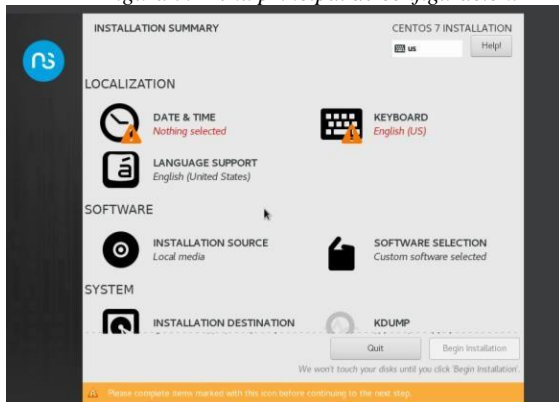 INSTALLATION SUMMARY
CENTOS 7 INSTALLATION
us
Help!
LOCALIZATION
DATE & TIME
Nothing selected
KEYBOARD
English (US)
á
LANGUAGE SUPPORT
English (United States)
SOFTWARE
INSTALLATION SOURCE
Local media
SOFTWARE SELECTION
Custom software selected
SYSTEM
INSTALLATION DESTINATION
KDUMP
Quit
Begin Installation
We won't touch your disks until you click 'Begin Installation'.
Please complete items marked with this icon before continuing to the next step.